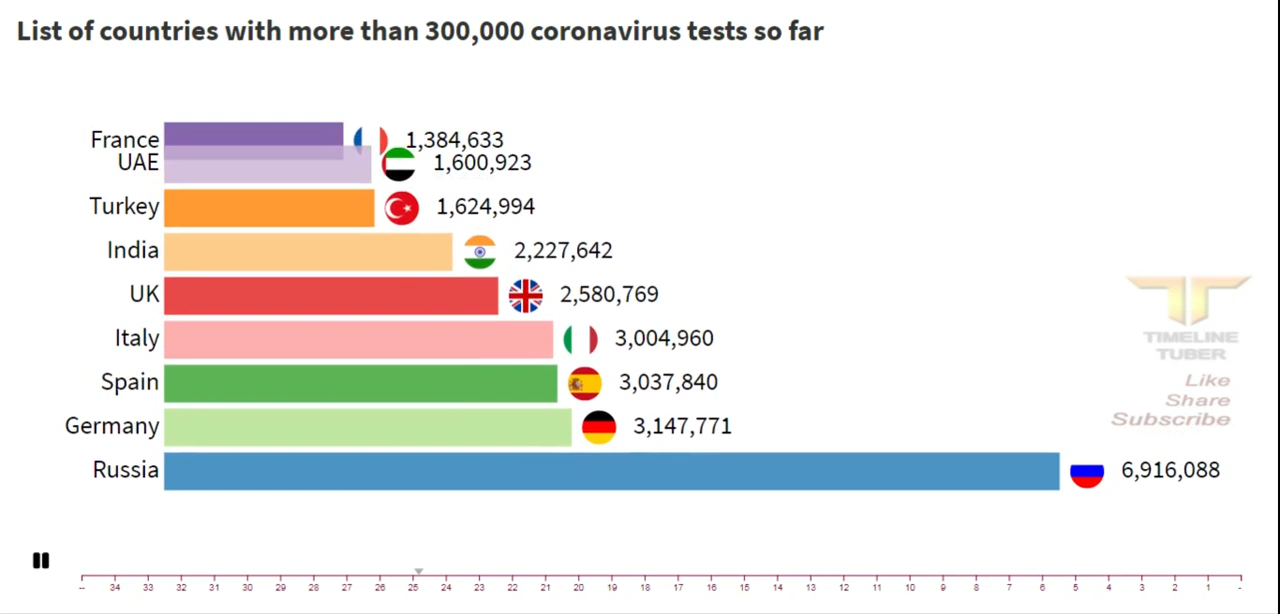 List of countries with more than 300,000 coronavirus tests so far
France 1,384,633
UAE 1,600,923
Turkey 1,624,994
India 2,227,642
UK 2,580,769
Italy 3,004,960
Spain 3,037,840
Germany 3,147,771
Russia 6,916,088
TIMELINE
TUBER
Like
Share
Subscribe
-- 34 33 32 31 30 29 28 27 26 25 24 23 22 21 20 19 18 17 16 15 14 13 12 11 10 9 8 7 6 5 4 3 2 1 -